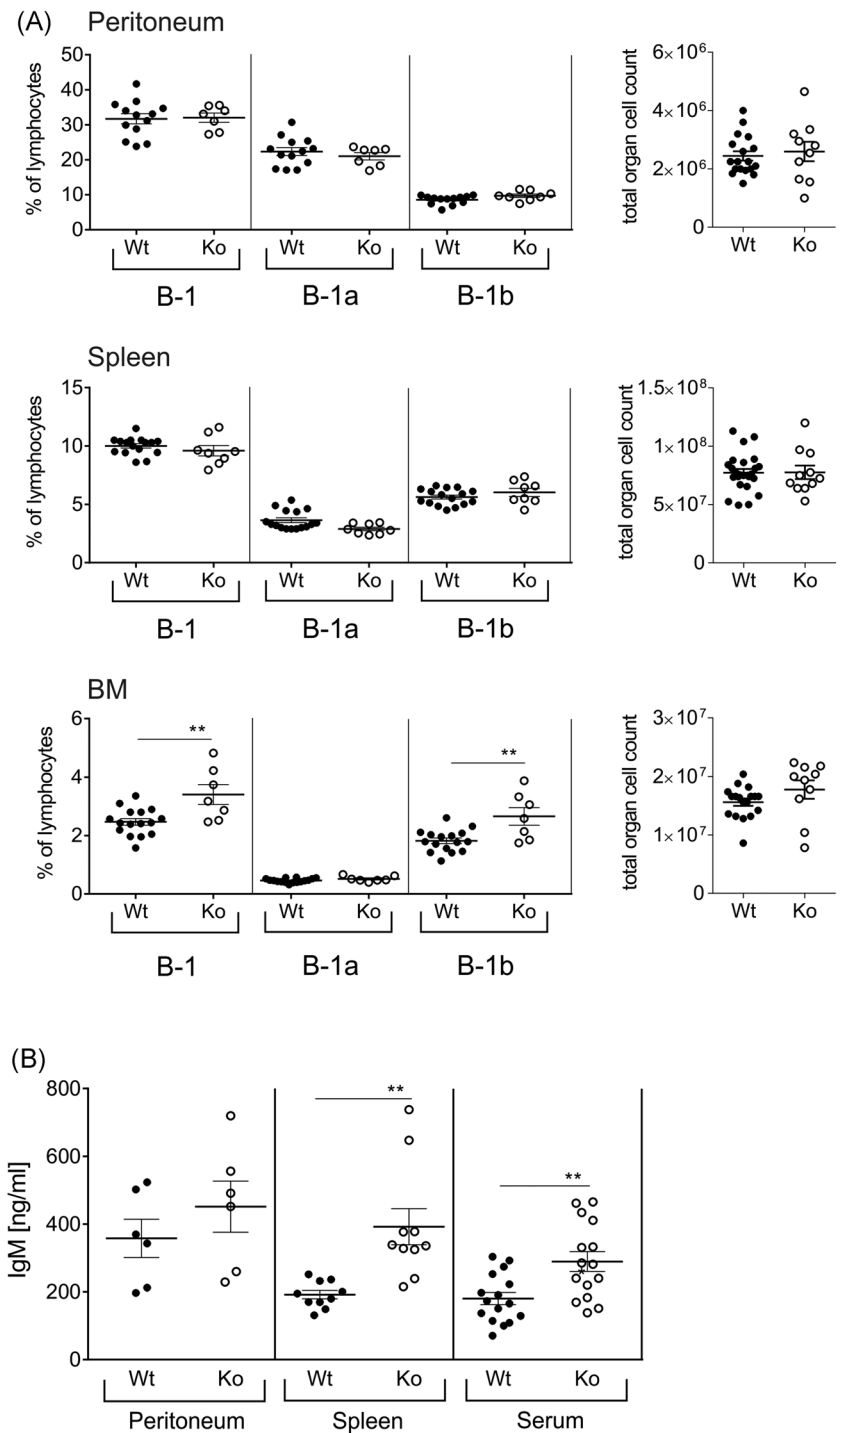 (A) Peritoneum
50
40
30
20
10
0
% of lymphocytes
Wt Ko Wt Ko Wt Ko
B-1 B-1a B-1b
6×10⁶
4×10⁶
2×10⁶
0
total organ cell count
Wt Ko
Spleen
15
10
5
0
% of lymphocytes
Wt Ko Wt Ko Wt Ko
B-1 B-1a B-1b
1.5×10⁸
1×10⁸
5×10⁷
0
total organ cell count
Wt Ko
BM
6
4
2
0
% of lymphocytes
** **
Wt Ko Wt Ko Wt Ko
B-1 B-1a B-1b
3×10⁷
2×10⁷
1×10⁷
0
total organ cell count
Wt Ko
(B)
800
600
400
200
0
IgM [ng/ml]
** **
*
Wt Ko Wt Ko Wt Ko
Peritoneum Spleen Serum